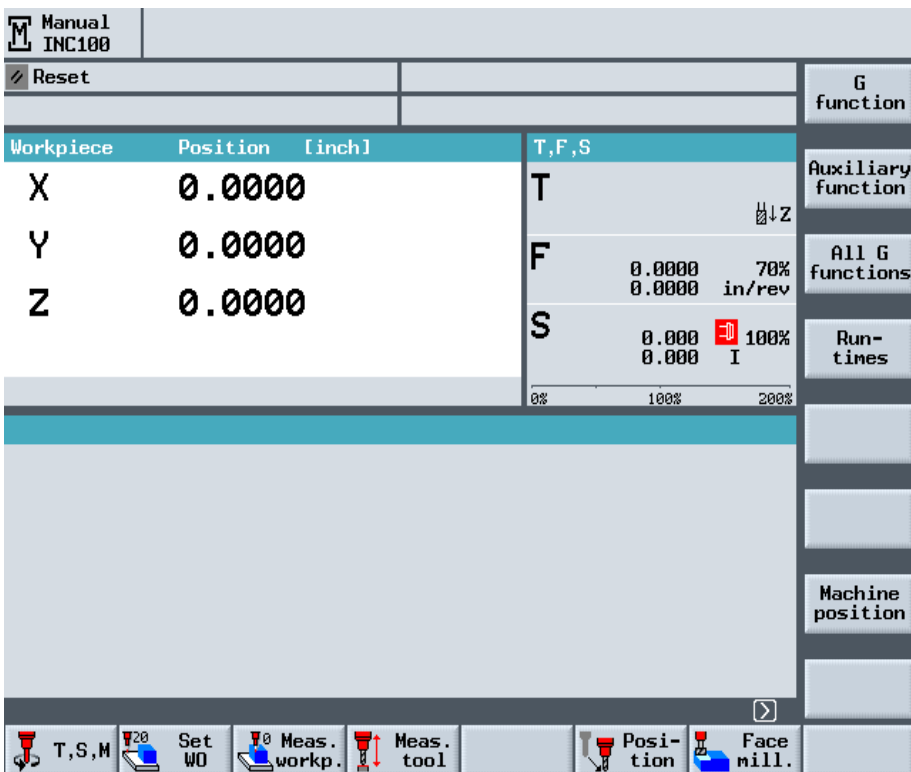 Manual
INC100
Reset
G
function
Workpiece Position [inch] T,F,S
X 0.0000
Y 0.0000
Z 0.0000
T
Z
F 0.0000 70%
0.0000 in/rev
S 0.000 100%
0.000 I
0% 100% 200%
Auxiliary
function
All G
functions
Run-
times
Machine
position
T,S,M
20 Set
WO
0 Meas.
workp.
Meas.
tool
Posi-
tion
Face
mill.